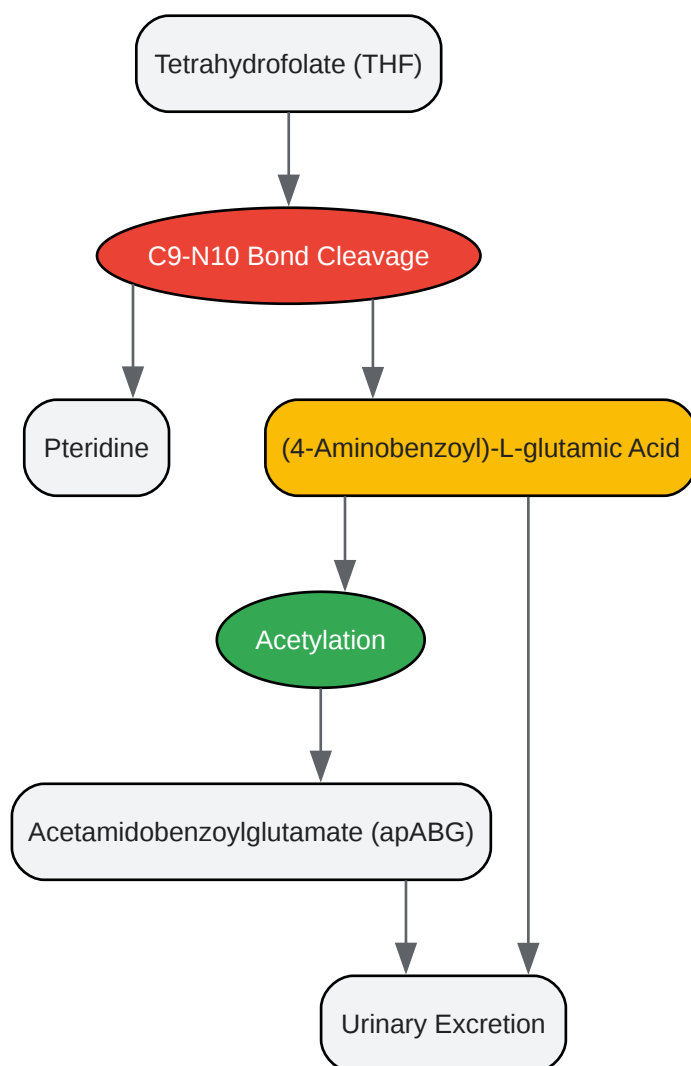 Tetrahydrofolate (THF)
C9-N10 Bond Cleavage
Pteridine
(4-Aminobenzoyl)-L-glutamic Acid
Acetylation
Acetamidobenzoylglutamate (apABG)
Urinary Excretion